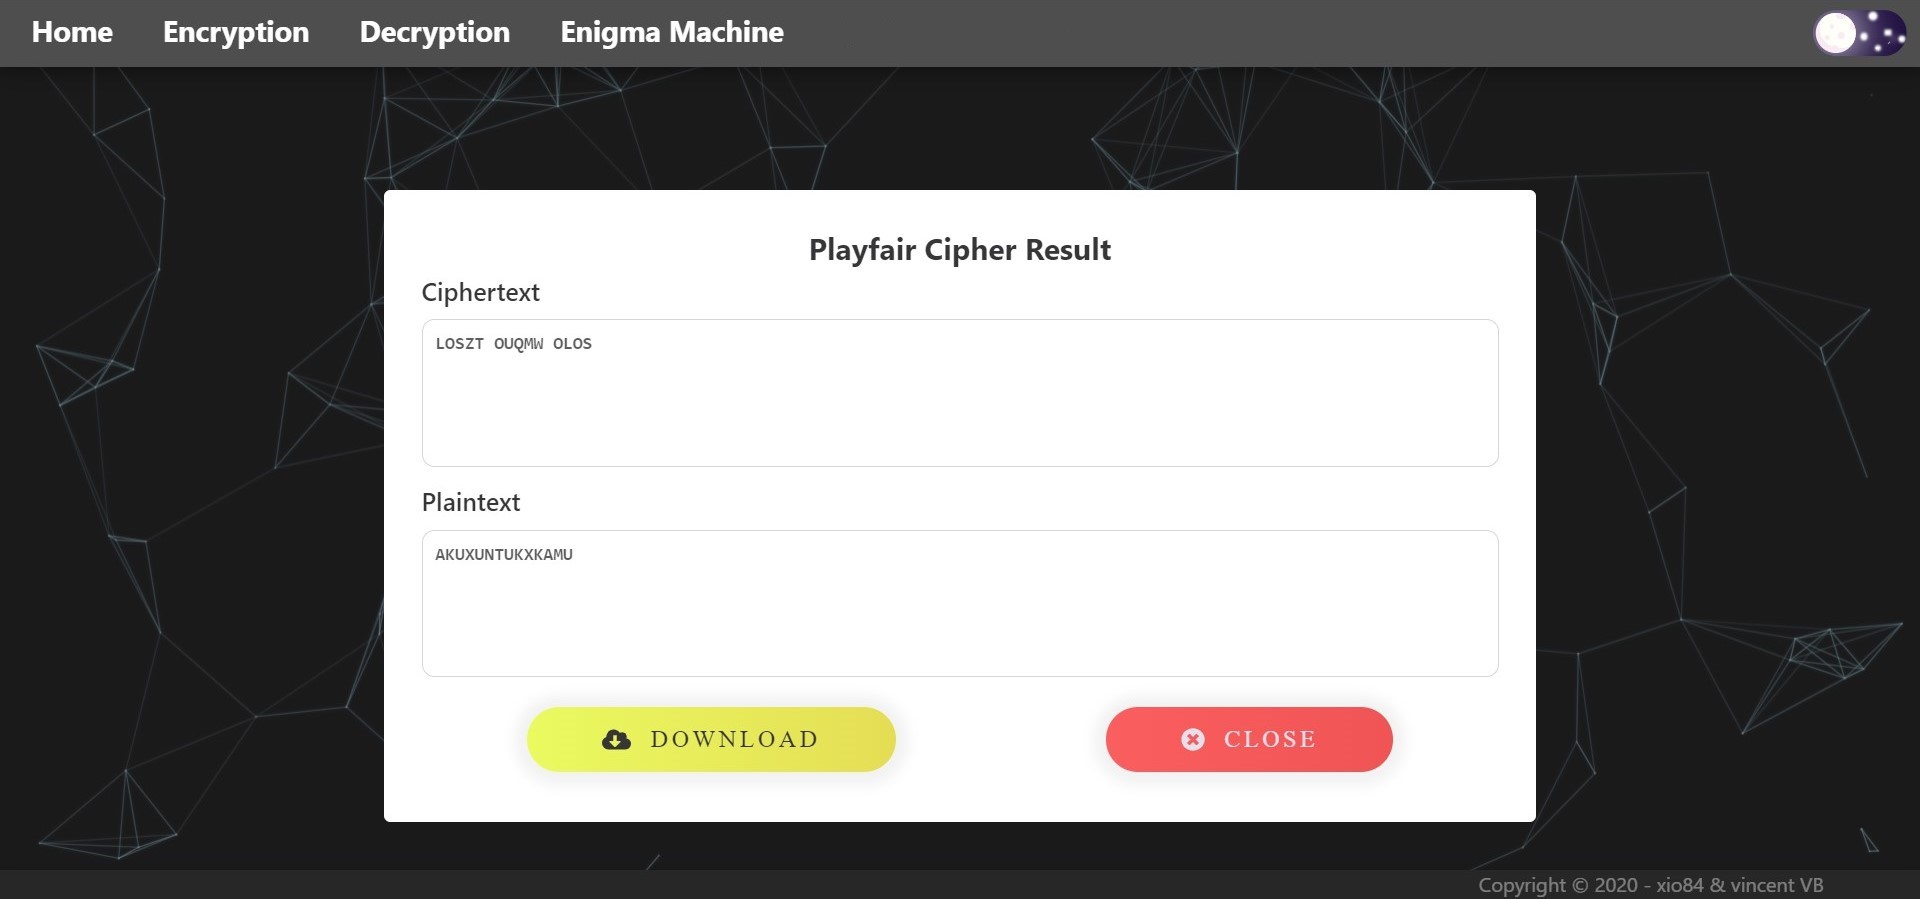 Home Encryption Decryption Enigma Machine
Playfair Cipher Result
Ciphertext
LOSZT OUQMW OLOS
Plaintext
AKUXUNTUKXKAMU
DOWNLOAD CLOSE
Copyright © 2020 - xio84 & vincent VB